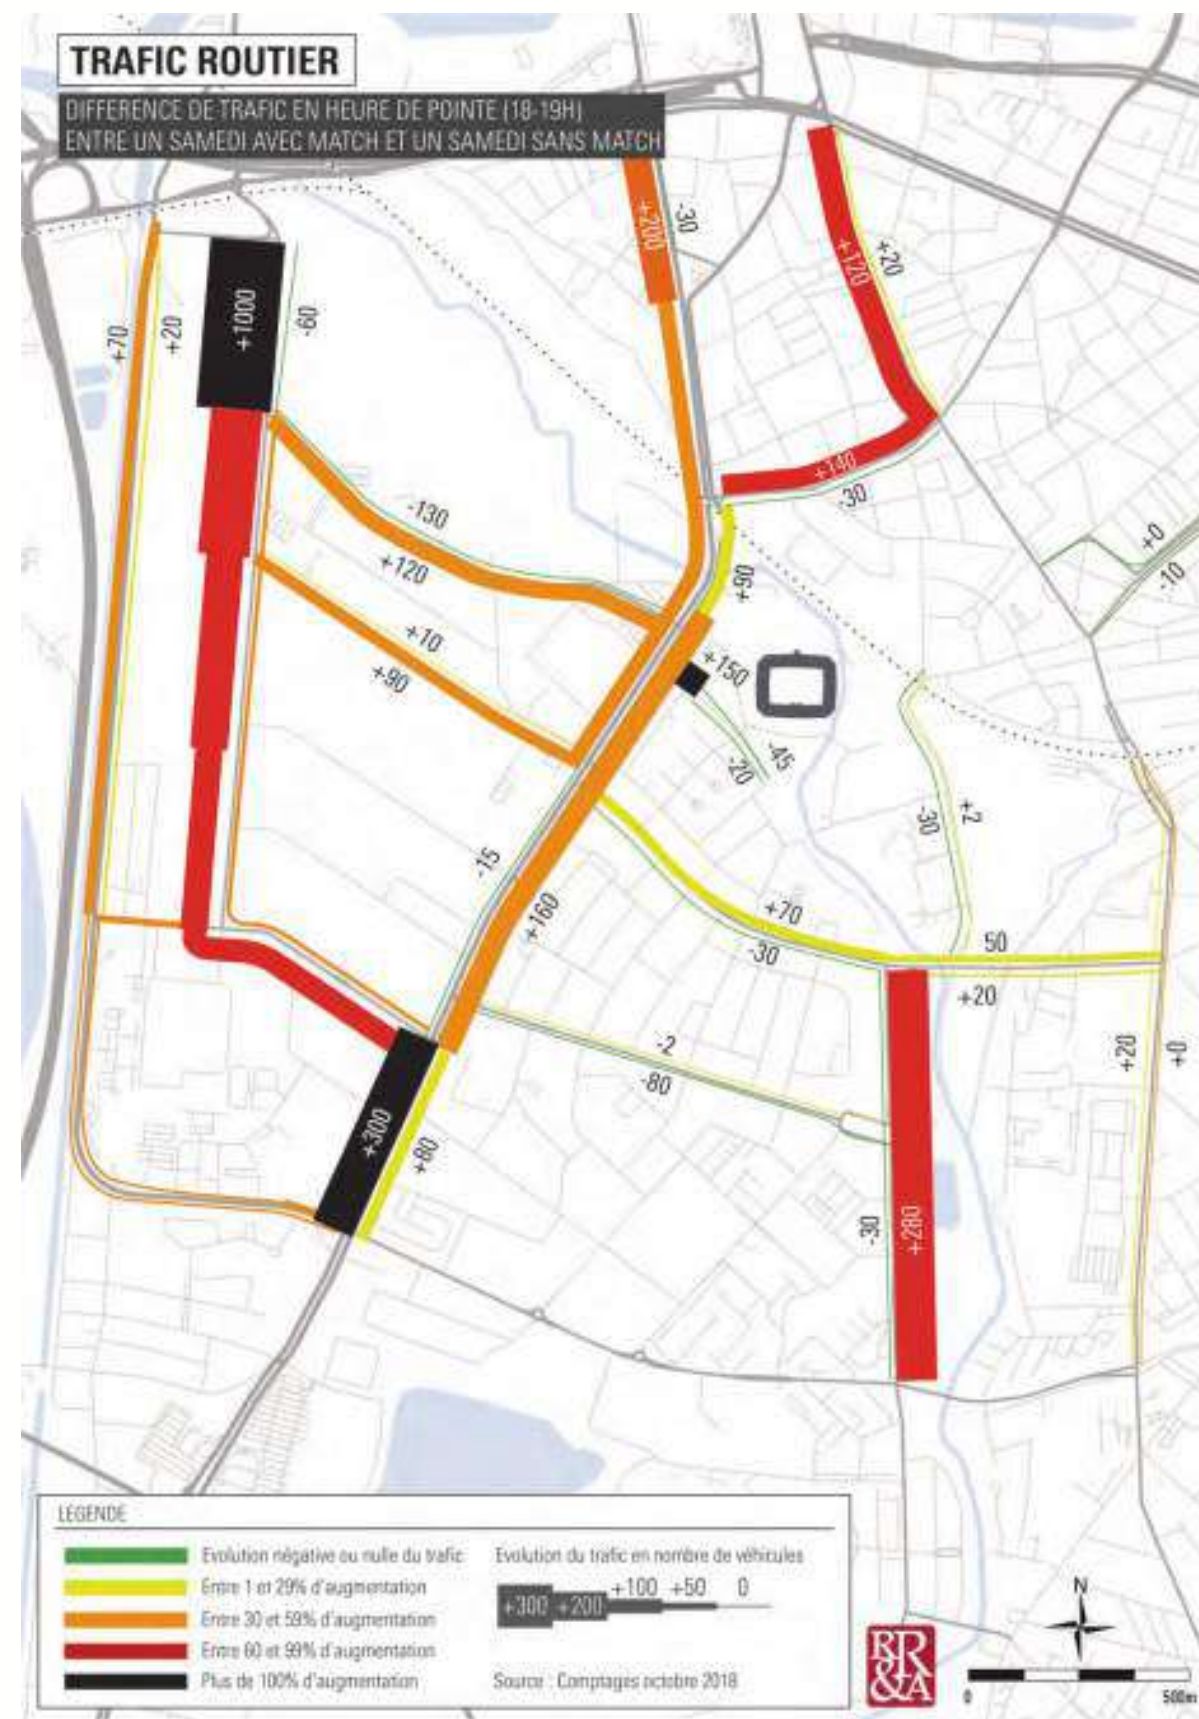 TRAFIC ROUTIER
DIFFERENCE DE TRAFIC EN HEURE DE POINTE (18-19H)
ENTRE UN SAMEDI AVEC MATCH ET UN SAMEDI SANS MATCH
+200
-30
+120
+20
+1000
-60
+70
+20
+140
-30
-130
+120
+0
-10
+90
+10
+90
+150
-45
-20
+2
-30
-15
+160
+70
-30
50
+20
-2
-80
+20
+0
+300
+80
-30
+280
LEGENDE
Evolution négative ou nulle du trafic
Entre 1 et 29% d'augmentation
Entre 30 et 59% d'augmentation
Entre 60 et 99% d'augmentation
Plus de 100% d'augmentation
Evolution du trafic en nombre de véhicules
+300 +200 +100 +50 0
Source : Comptages octobre 2018
RR&A
N
0 500m